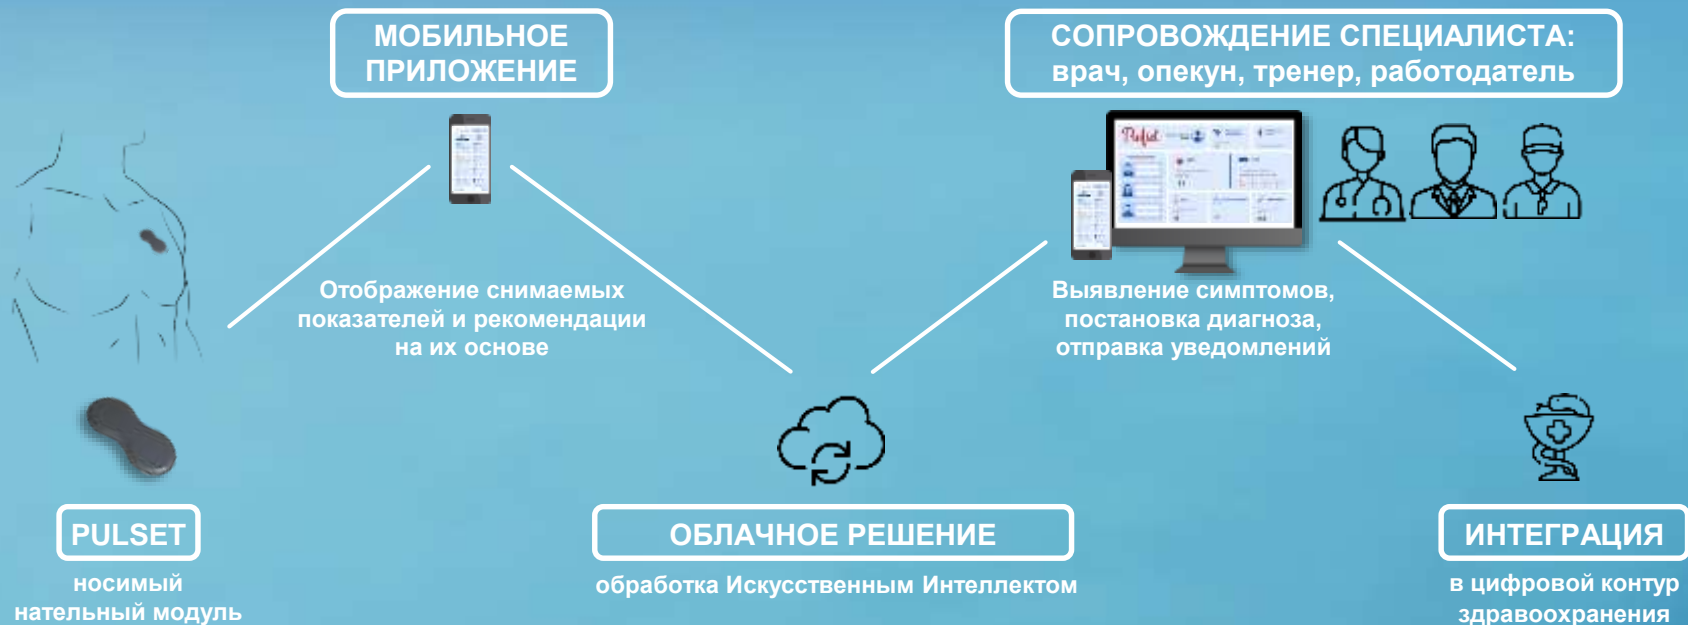 МОБИЛЬНОЕ
ПРИЛОЖЕНИЕ
СОПРОВОЖДЕНИЕ СПЕЦИАЛИСТА:
врач, опекун, тренер, работодатель
Отображение снимаемых
показателей и рекомендации
на их основе
Выявление симптомов,
постановка диагноза,
отправка уведомлений
PULSET
носимый
нательный модуль
ОБЛАЧНОЕ РЕШЕНИЕ
обработка Искусственным Интеллектом
ИНТЕГРАЦИЯ
в цифровой контур
здравоохранения